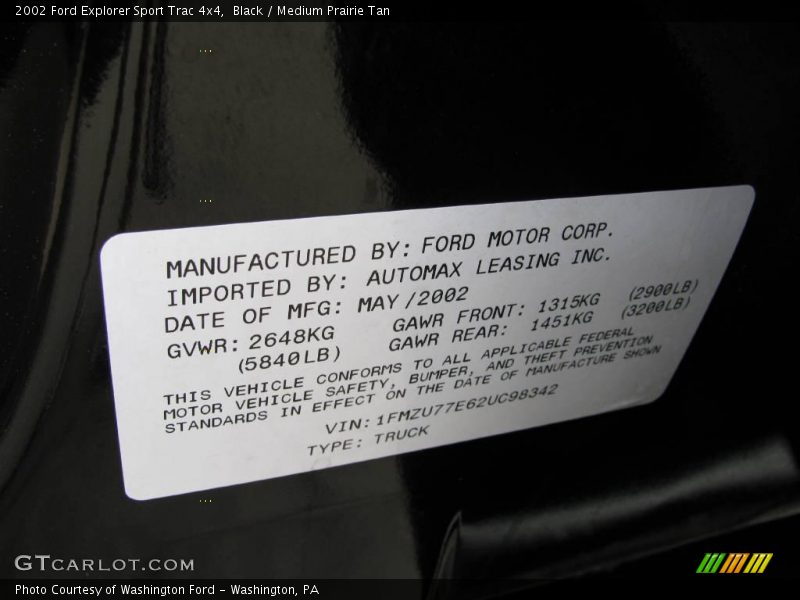 2002 Ford Explorer Sport Trac 4x4, Black / Medium Prairie Tan
MANUFACTURED BY: FORD MOTOR CORP.
IMPORTED BY: AUTOMAX LEASING INC.
DATE OF MFG: MAY/2002
GVWR: 2648KG GAWR FRONT: 1315KG (2900LB)
(5840LB) GAWR REAR: 1451KG (3200LB)
THIS VEHICLE CONFORMS TO ALL APPLICABLE FEDERAL
MOTOR VEHICLE SAFETY, BUMPER, AND THEFT PREVENTION
STANDARDS IN EFFECT ON THE DATE OF MANUFACTURE SHOWN
VIN: 1FMZU77E62UC98342
TYPE: TRUCK
GTCARLOT.COM
Photo Courtesy of Washington Ford - Washington, PA